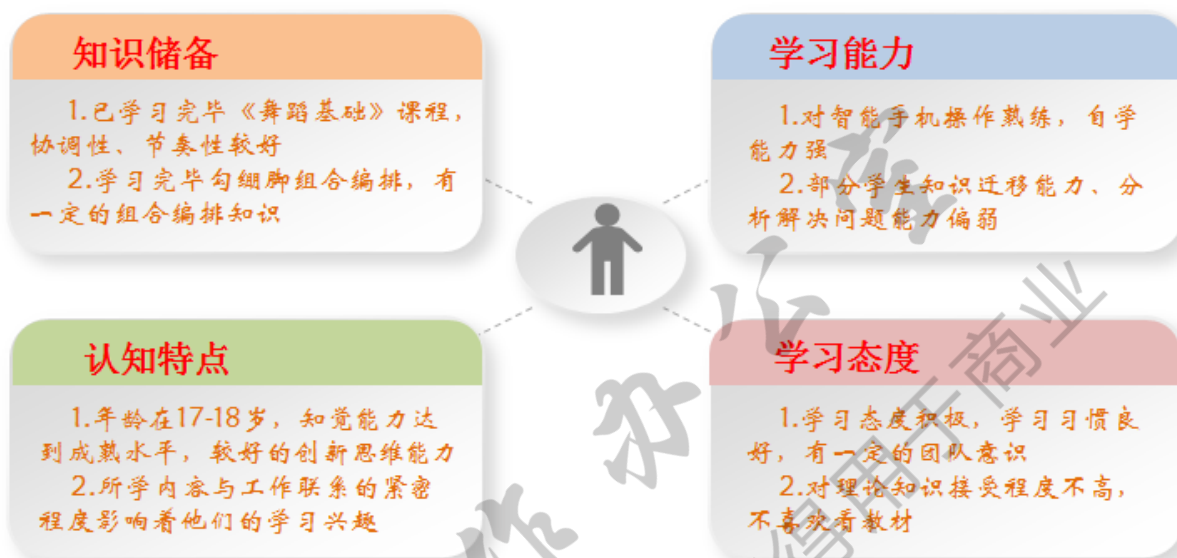 知识储备
1.已学习完毕《舞蹈基础》课程，
协调性、节奏性较好
2.学习完毕勾绷脚组合编排，有
一定的组合编排知识
学习能力
1.对智能手机操作熟练，自学
能力强
2.部分学生知识迁移能力、分
析解决问题能力偏弱
认知特点
1.年龄在17-18岁，知觉能力达
到成熟水平，较好的创新思维能力
2.所学内容与工作联系的紧密
程度影响着他们的学习兴趣
学习态度
1.学习态度积极，学习习惯良
好，有一定的团队意识
2.对理论知识接受程度不高，
不喜欢看教材
作办公室
得用于商业